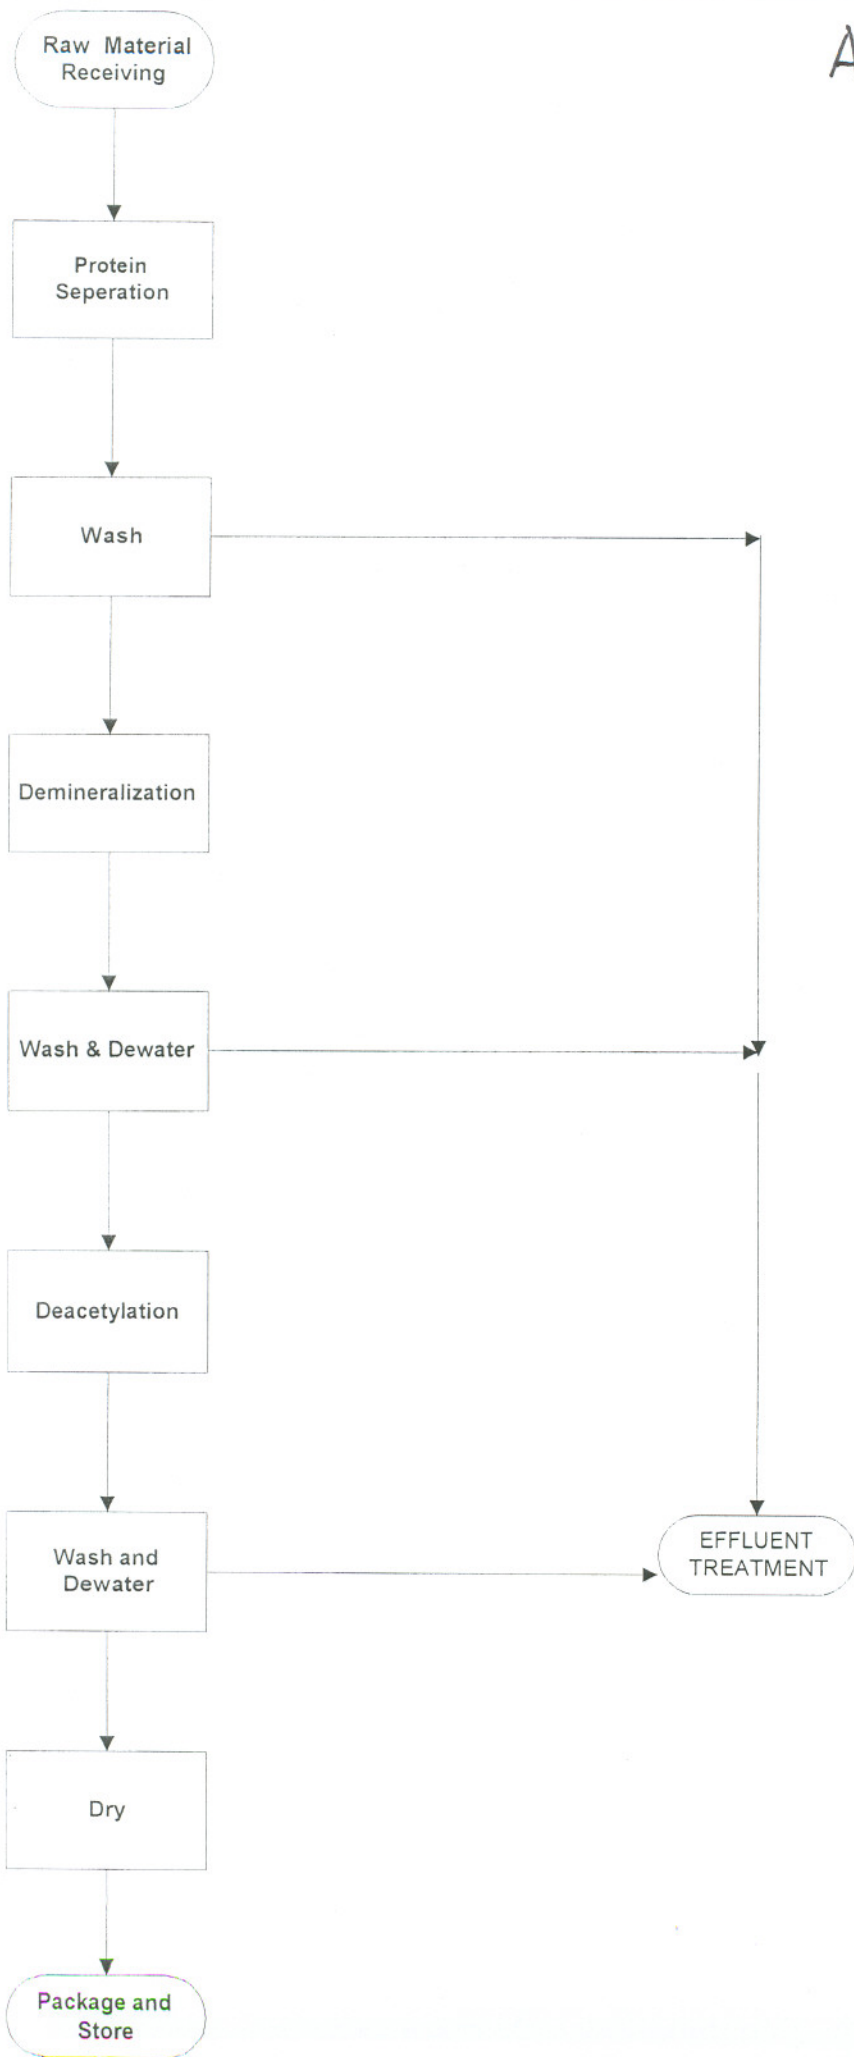 Raw Material
Receiving
A
Protein
Seperation
Wash
Demineralization
Wash & Dewater
Deacetylation
Wash and
Dewater
EFFLUENT
TREATMENT
Dry
Package and
Store